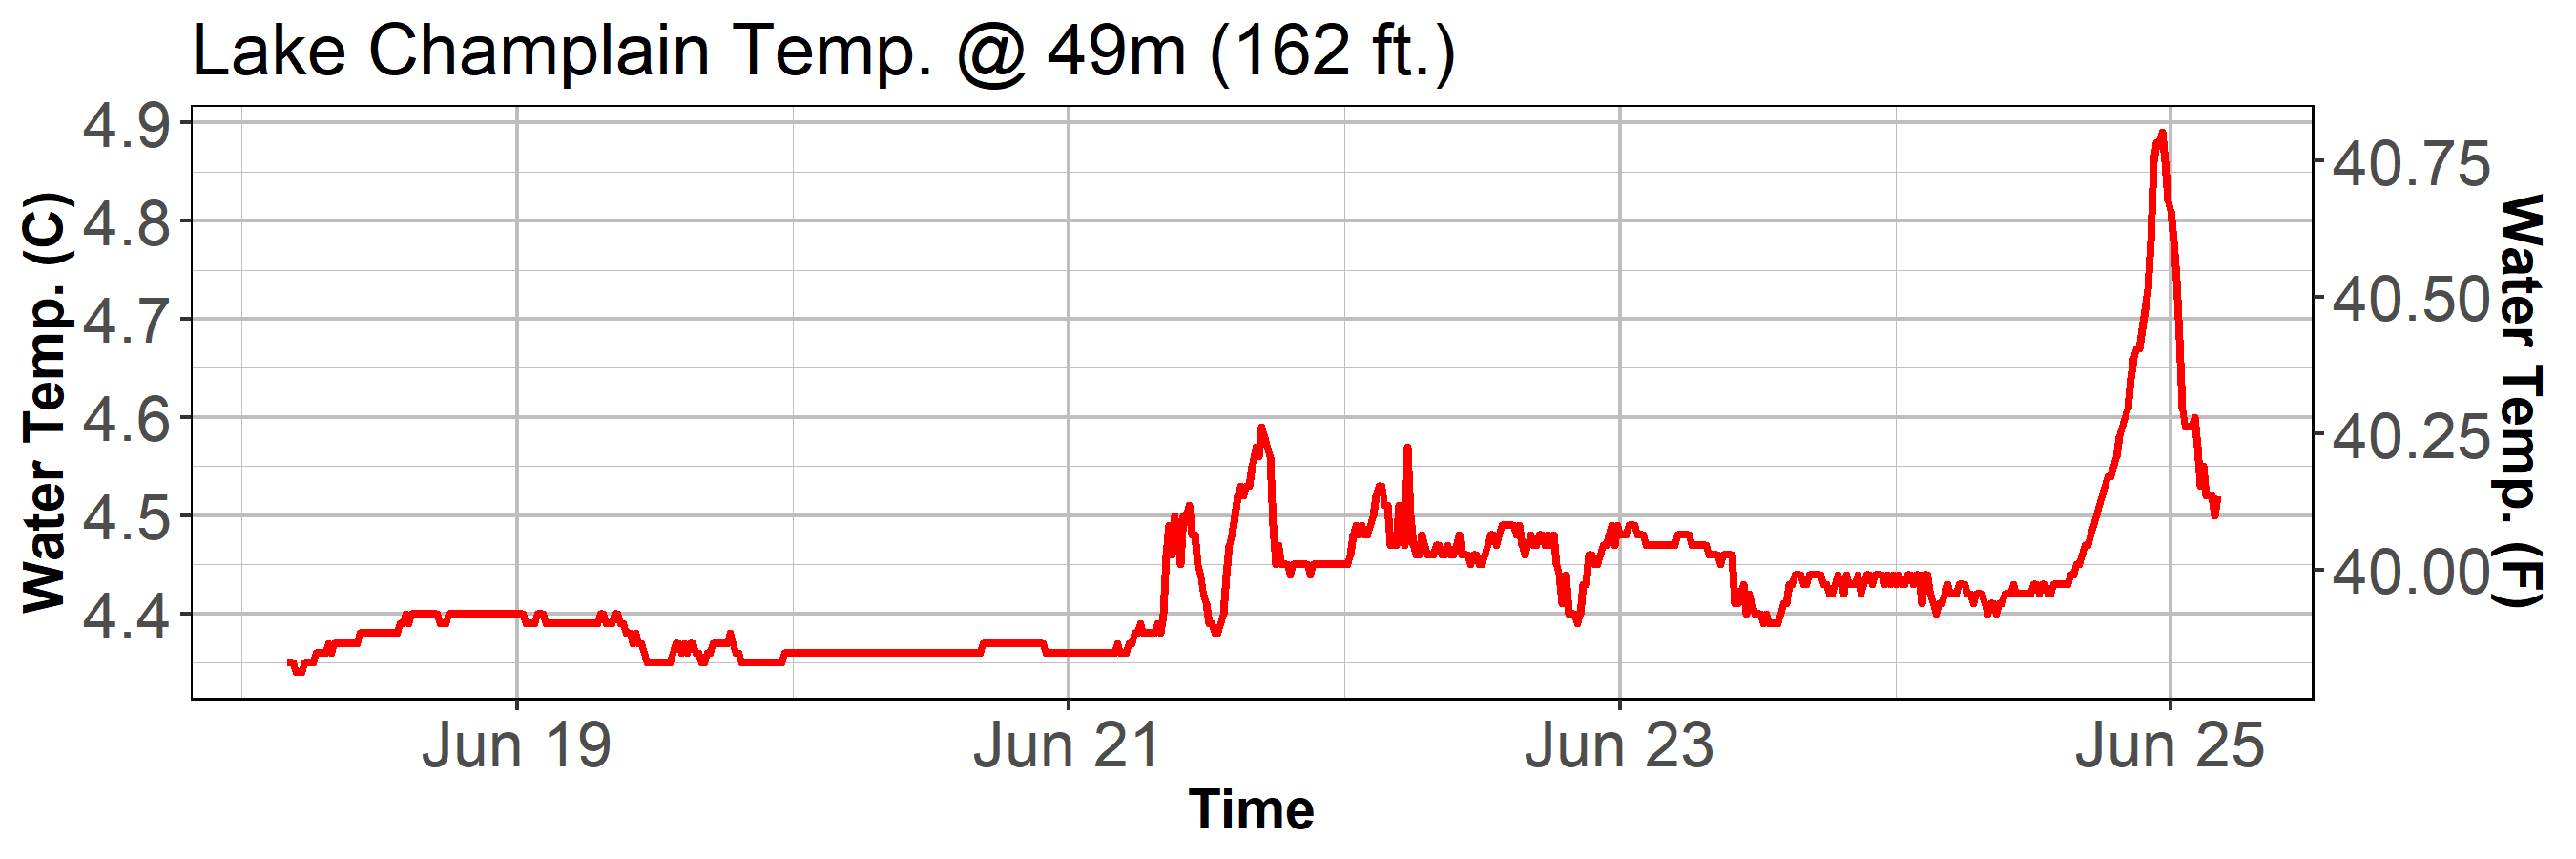 Lake Champlain Temp. @ 49m (162 ft.)
4.9
4.8
4.7
4.6
4.5
4.4
Water Temp. (C)
40.75
40.50
40.25
40.00
Water Temp. (F)
Jun 19 Jun 21 Jun 23 Jun 25
Time